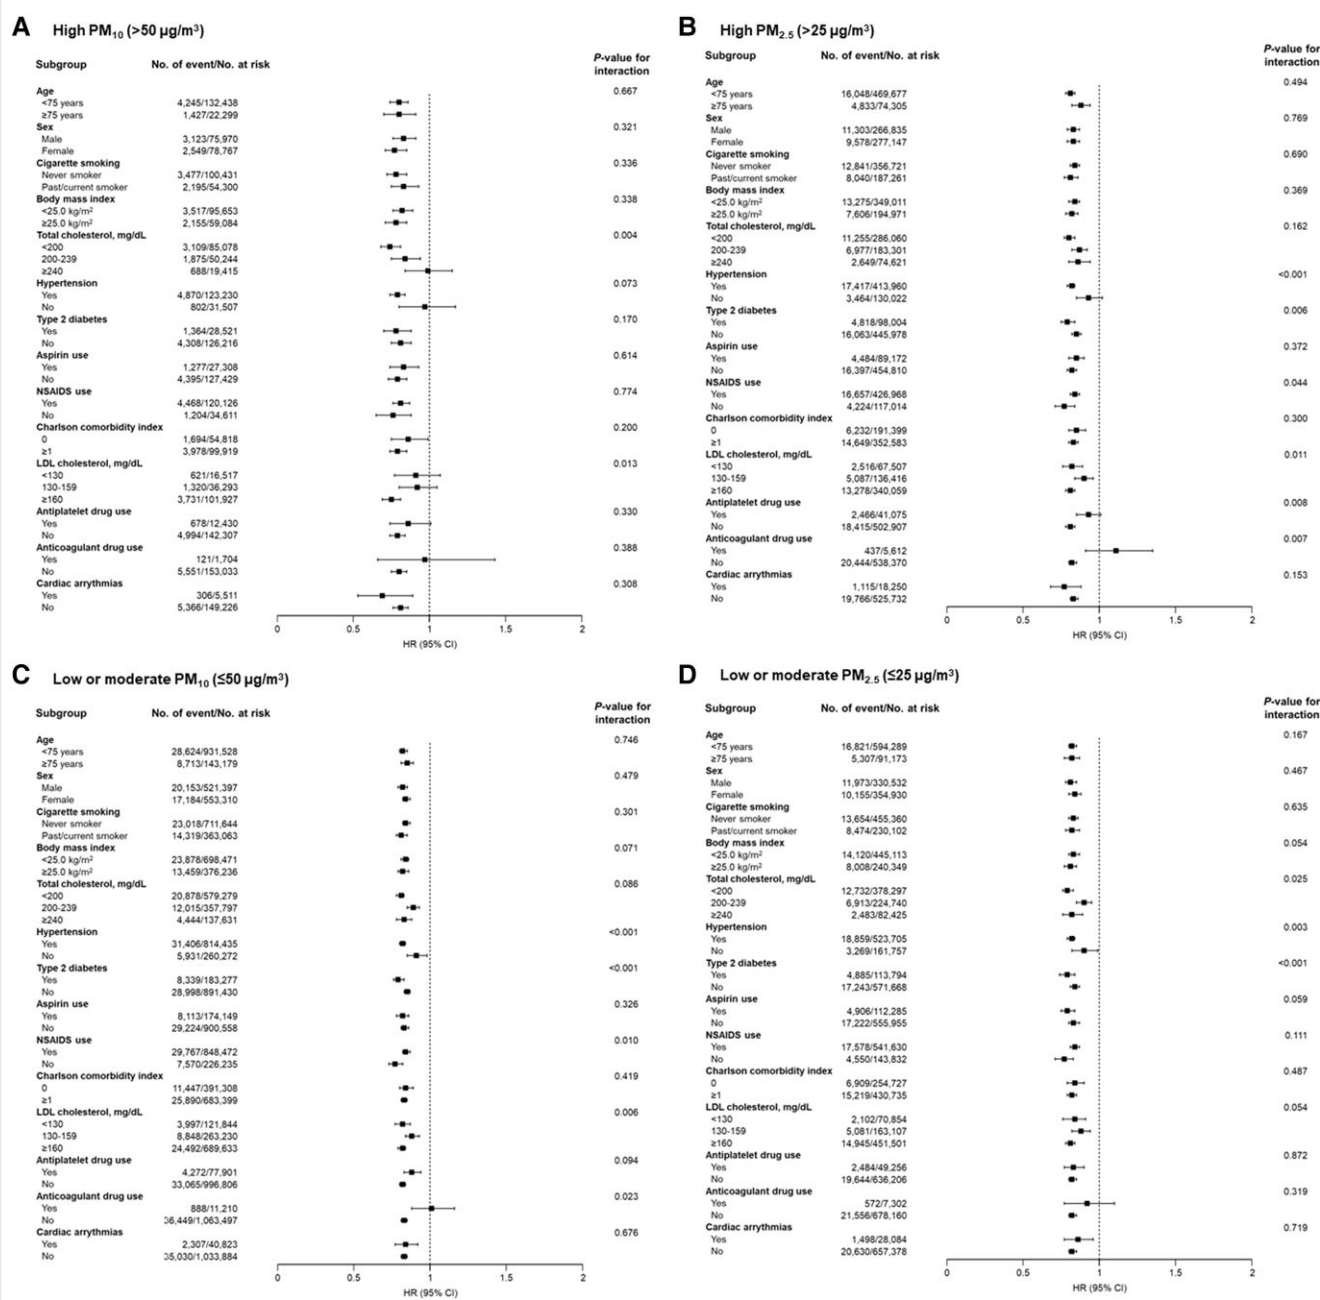 A High PM10 (>50 µg/m³)
Subgroup No. of event/No. at risk P-value for interaction
Age 0.667
<75 years 4,245/132,438
≥75 years 1,427/22,299
Sex 0.321
Male 3,123/75,970
Female 2,549/78,767
Cigarette smoking 0.336
Never smoker 3,477/100,431
Past/current smoker 2,195/54,300
Body mass index 0.338
<25.0 kg/m² 3,517/95,653
≥25.0 kg/m² 2,155/59,084
Total cholesterol, mg/dL 0.004
<200 3,109/85,078
200-239 1,875/50,244
≥240 688/19,415
Hypertension 0.073
Yes 4,870/123,230
No 802/31,507
Type 2 diabetes 0.170
Yes 1,364/28,521
No 4,308/126,216
Aspirin use 0.614
Yes 1,277/27,308
No 4,395/127,429
NSAIDS use 0.774
Yes 4,468/120,126
No 1,204/34,611
Charlson comorbidity index 0.200
0 1,694/54,818
≥1 3,978/99,919
LDL cholesterol, mg/dL 0.013
<130 621/16,517
130-159 1,320/36,293
≥160 3,731/101,927
Antiplatelet drug use 0.330
Yes 678/12,430
No 4,994/142,307
Anticoagulant drug use 0.388
Yes 121/1,704
No 5,551/153,033
Cardiac arrythmias 0.308
Yes 306/5,511
No 5,366/149,226
0 0.5 1 1.5 2
HR (95% CI)
B High PM2.5 (>25 µg/m³)
Subgroup No. of event/No. at risk P-value for interaction
Age 0.494
<75 years 16,048/469,677
≥75 years 4,833/74,305
Sex 0.769
Male 11,303/266,835
Female 9,578/277,147
Cigarette smoking 0.690
Never smoker 12,841/356,721
Past/current smoker 8,040/187,261
Body mass index 0.369
<25.0 kg/m² 13,275/349,011
≥25.0 kg/m² 7,606/194,971
Total cholesterol, mg/dL 0.162
<200 11,255/286,060
200-239 6,977/183,301
≥240 2,649/74,621
Hypertension <0.001
Yes 17,417/413,960
No 3,464/130,022
Type 2 diabetes 0.006
Yes 4,818/98,004
No 16,063/445,978
Aspirin use 0.372
Yes 4,484/89,172
No 16,397/454,810
NSAIDS use 0.044
Yes 16,657/426,968
No 4,224/117,014
Charlson comorbidity index 0.300
0 6,232/191,399
≥1 14,649/352,583
LDL cholesterol, mg/dL 0.011
<130 2,516/67,507
130-159 5,087/136,416
≥160 13,278/340,059
Antiplatelet drug use 0.008
Yes 2,466/41,075
No 18,415/502,907
Anticoagulant drug use 0.007
Yes 437/5,612
No 20,444/538,370
Cardiac arrythmias 0.153
Yes 1,115/18,250
No 19,766/525,732
0 0.5 1 1.5 2
HR (95% CI)
C Low or moderate PM10 (≤50 µg/m³)
Subgroup No. of event/No. at risk P-value for interaction
Age 0.746
<75 years 28,624/931,528
≥75 years 8,713/143,179
Sex 0.479
Male 20,153/521,397
Female 17,184/553,310
Cigarette smoking 0.301
Never smoker 23,018/711,644
Past/current smoker 14,319/363,063
Body mass index 0.071
<25.0 kg/m² 23,878/698,471
≥25.0 kg/m² 13,459/376,236
Total cholesterol, mg/dL 0.086
<200 20,878/579,279
200-239 12,015/357,797
≥240 4,444/137,631
Hypertension <0.001
Yes 31,406/814,435
No 5,931/260,272
Type 2 diabetes <0.001
Yes 8,339/183,277
No 28,998/891,430
Aspirin use 0.326
Yes 8,113/174,149
No 29,224/900,558
NSAIDS use 0.010
Yes 29,767/848,472
No 7,570/226,235
Charlson comorbidity index 0.419
0 11,447/391,308
≥1 25,890/683,399
LDL cholesterol, mg/dL 0.006
<130 3,997/121,844
130-159 8,848/263,230
≥160 24,492/689,633
Antiplatelet drug use 0.094
Yes 4,272/77,901
No 33,065/996,806
Anticoagulant drug use 0.023
Yes 888/11,210
No 36,449/1,063,497
Cardiac arrythmias 0.676
Yes 2,307/40,823
No 35,030/1,033,884
0 0.5 1 1.5 2
HR (95% CI)
D Low or moderate PM2.5 (≤25 µg/m³)
Subgroup No. of event/No. at risk P-value for interaction
Age 0.167
<75 years 16,821/594,289
≥75 years 5,307/91,173
Sex 0.467
Male 11,973/330,532
Female 10,155/354,930
Cigarette smoking 0.635
Never smoker 13,654/455,360
Past/current smoker 8,474/230,102
Body mass index 0.054
<25.0 kg/m² 14,120/445,113
≥25.0 kg/m² 8,008/240,349
Total cholesterol, mg/dL 0.025
<200 12,732/378,297
200-239 6,913/224,740
≥240 2,483/82,425
Hypertension 0.003
Yes 18,859/523,705
No 3,269/161,757
Type 2 diabetes <0.001
Yes 4,885/113,794
No 17,243/571,668
Aspirin use 0.059
Yes 4,906/112,285
No 17,222/555,955
NSAIDS use 0.111
Yes 17,578/541,630
No 4,550/143,832
Charlson comorbidity index 0.487
0 6,909/254,727
≥1 15,219/430,735
LDL cholesterol, mg/dL 0.054
<130 2,102/70,854
130-159 5,081/163,107
≥160 14,945/451,501
Antiplatelet drug use 0.872
Yes 2,484/49,256
No 19,644/636,206
Anticoagulant drug use 0.319
Yes 572/7,302
No 21,556/678,160
Cardiac arrythmias 0.719
Yes 1,498/28,084
No 20,630/657,378
0 0.5 1 1.5 2
HR (95% CI)